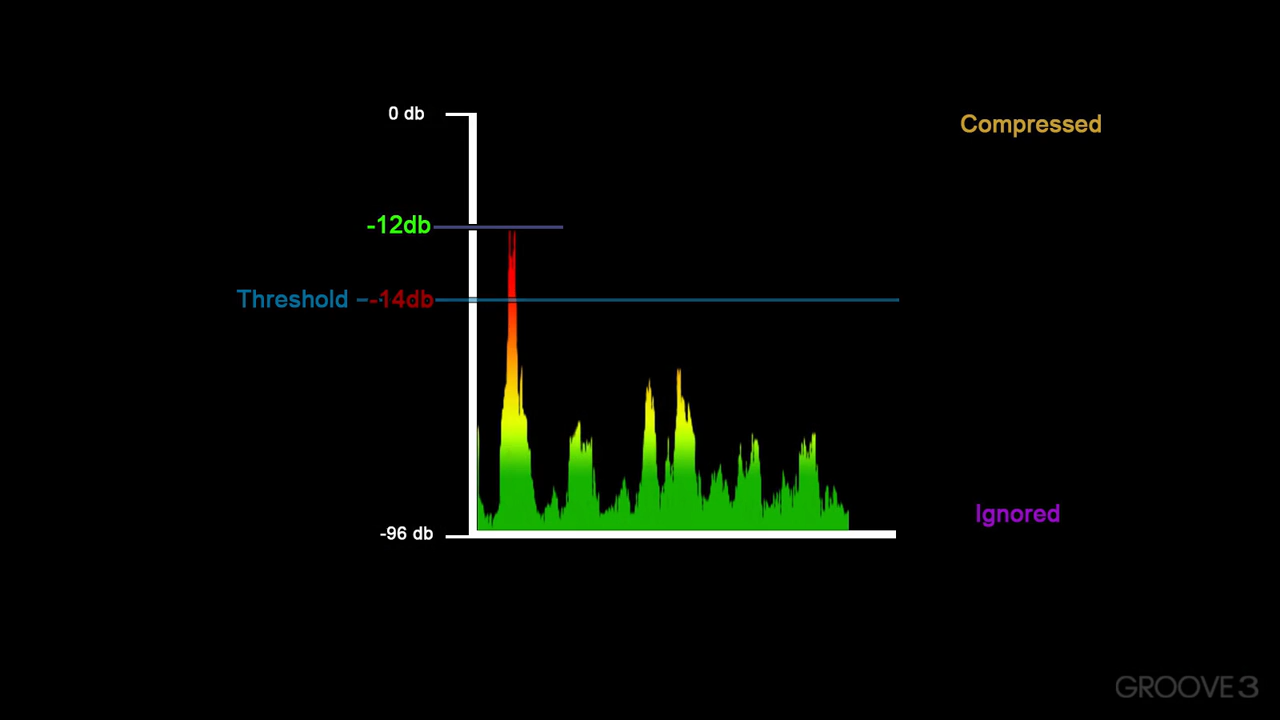 0 db
Compressed
-12db
Threshold -14db
Ignored
-96 db
GROOVE3